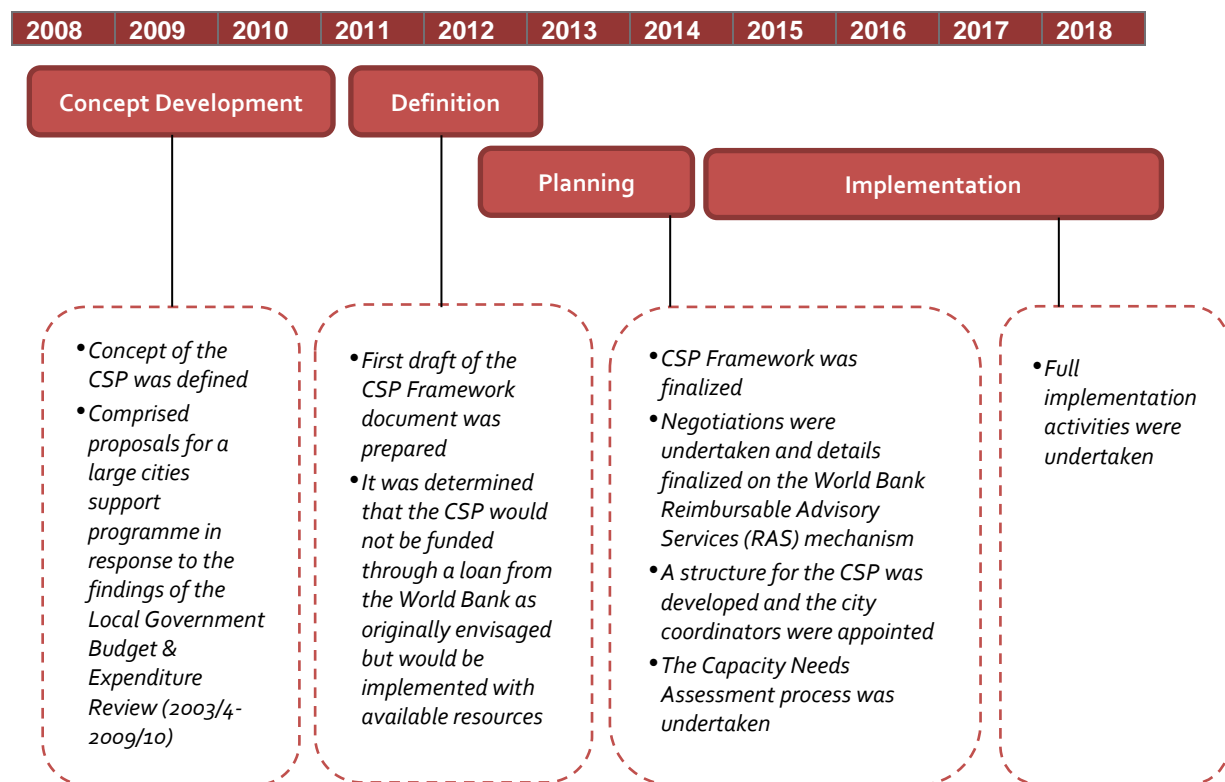 2008 2009 2010 2011 2012 2013 2014 2015 2016 2017 2018
Concept Development
Definition
Planning
Implementation
•Concept of the
CSP was defined
•Comprised
proposals for a
large cities
support
programme in
response to the
findings of the
Local Government
Budget &
Expenditure
Review (2003/4-
2009/10)
•First draft of the
CSP Framework
document was
prepared
•It was determined
that the CSP would
not be funded
through a loan from
the World Bank as
originally envisaged
but would be
implemented with
available resources
•CSP Framework was
finalized
•Negotiations were
undertaken and details
finalized on the World Bank
Reimbursable Advisory
Services (RAS) mechanism
•A structure for the CSP was
developed and the city
coordinators were appointed
•The Capacity Needs
Assessment process was
undertaken
•Full
implementation
activities were
undertaken